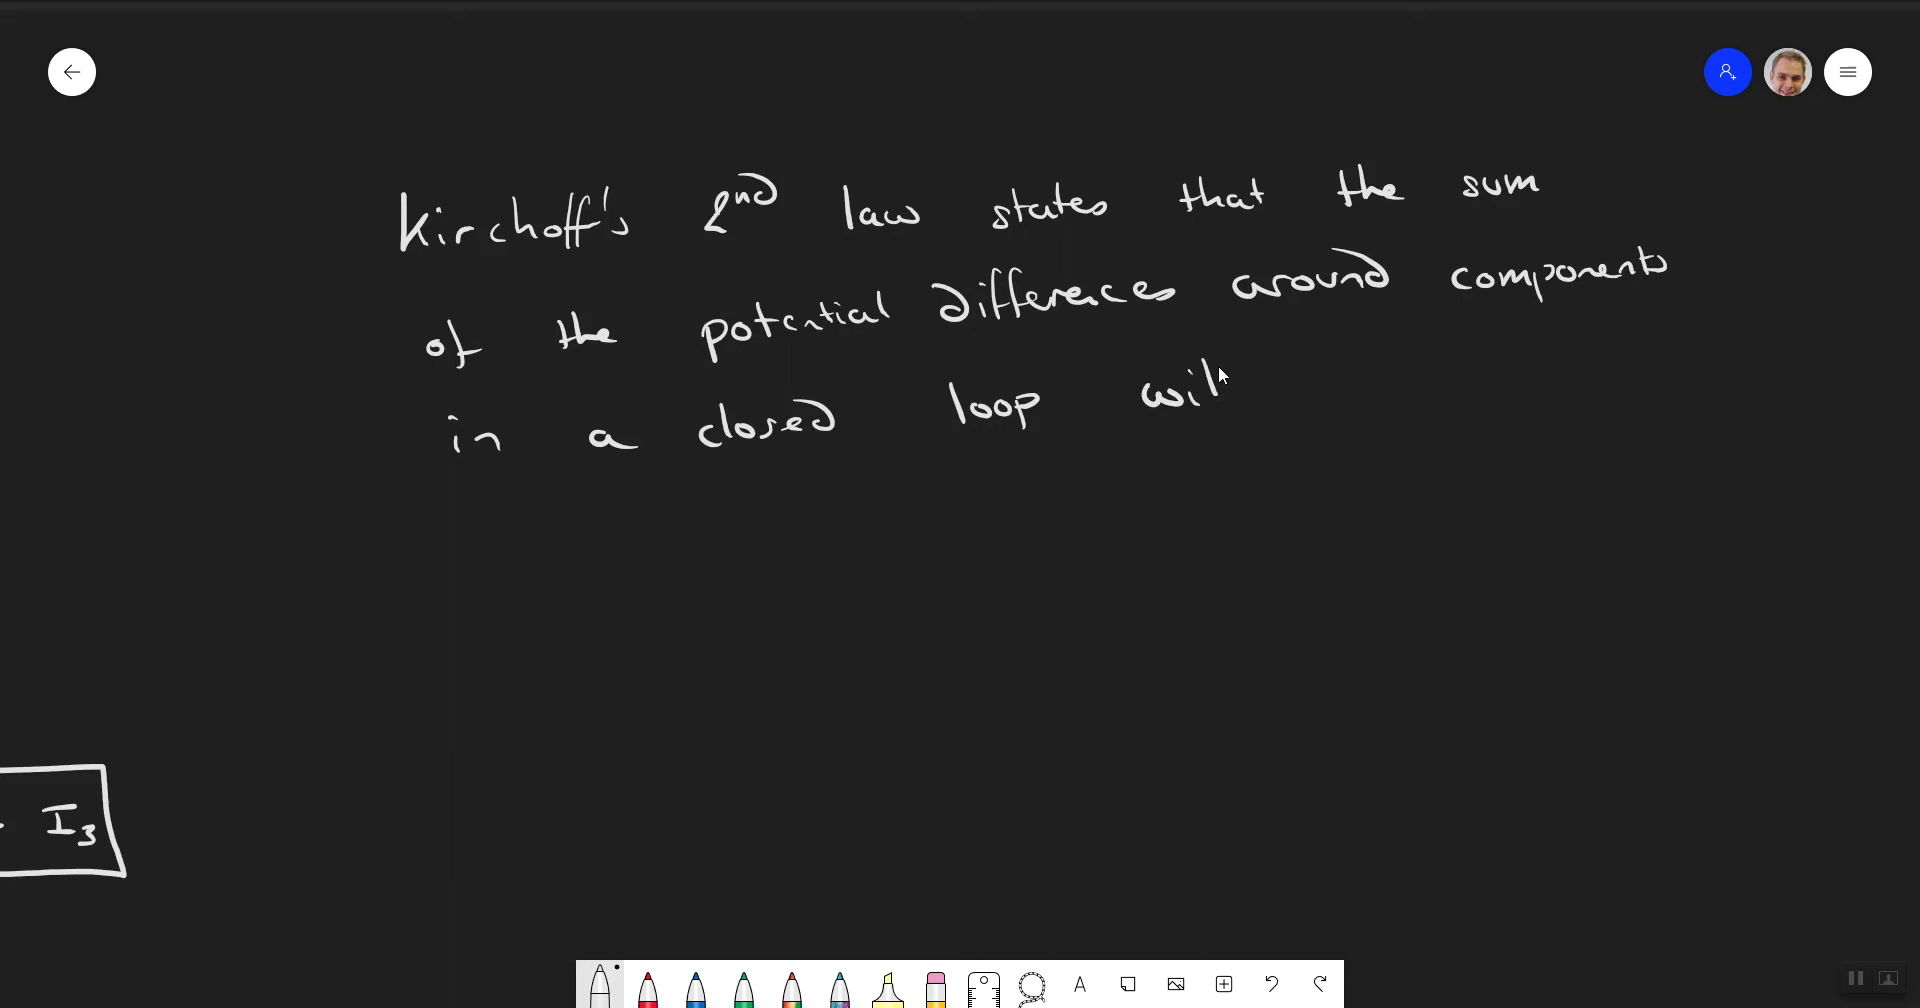 Kirchoff's 2nd law states that the sum
of the potential differences around components
in a closed loop wil
I3
A